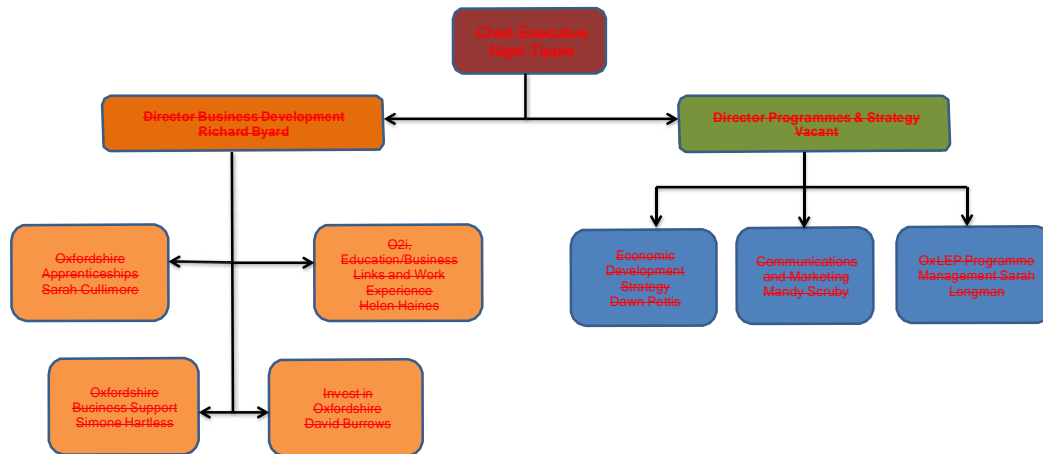 Chief Executive
Nigel Tipple
Director Business Development
Richard Byard
Director Programmes & Strategy
Vacant
Oxfordshire
Apprenticeships
Sarah Cullimore
O2i,
Education/Business
Links and Work
Experience
Helen Haines
Economic
Development
Strategy
Dawn Pettis
Communications
and Marketing
Mandy Scruby
OxLEP Programme
Management Sarah
Longman
Oxfordshire
Business Support
Simone Hartless
Invest in
Oxfordshire
David Burrows